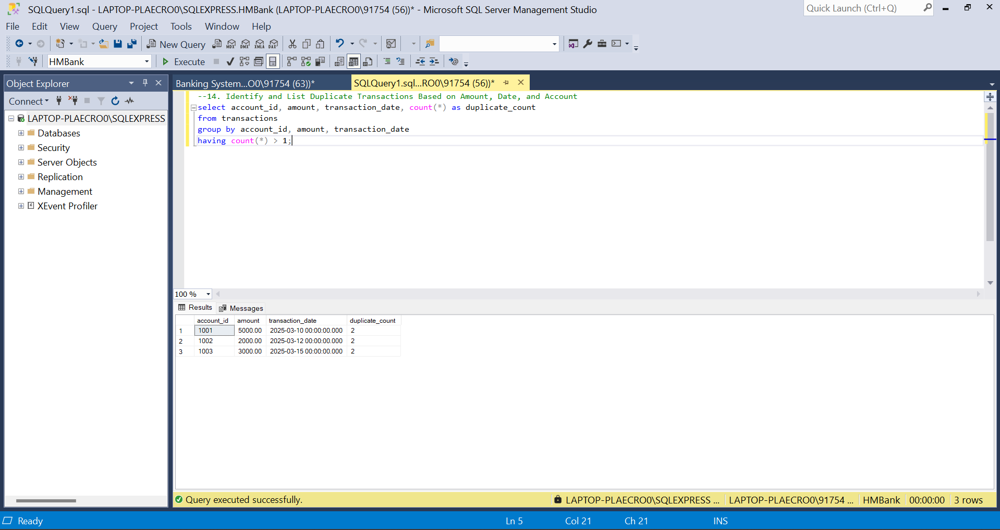 SQLQuery1.sql - LAPTOP-PLAECRO0\SQLEXPRESS.HMBank (LAPTOP-PLAECRO0\91754 (56))* - Microsoft SQL Server Management Studio
Quick Launch (Ctrl+Q)
File Edit View Query Project Tools Window Help
New Query MDX DMX XMLA DAX
HMBank Execute
Object Explorer
Connect
LAPTOP-PLAECRO0\SQLEXPRESS
Databases
Security
Server Objects
Replication
Management
XEvent Profiler
Banking System...O0\91754 (63))* SQLQuery1.sql...RO0\91754 (56))*
--14. Identify and List Duplicate Transactions Based on Amount, Date, and Account
select account_id, amount, transaction_date, count(*) as duplicate_count
from transactions
group by account_id, amount, transaction_date
having count(*) > 1;
100 %
Results Messages
account_id amount transaction_date duplicate_count
1 1001 5000.00 2025-03-10 00:00:00.000 2
2 1002 2000.00 2025-03-12 00:00:00.000 2
3 1003 3000.00 2025-03-15 00:00:00.000 2
Query executed successfully. LAPTOP-PLAECRO0\SQLEXPRESS ... LAPTOP-PLAECRO0\91754 ... HMBank 00:00:00 3 rows
Ready Ln 5 Col 21 Ch 21 INS